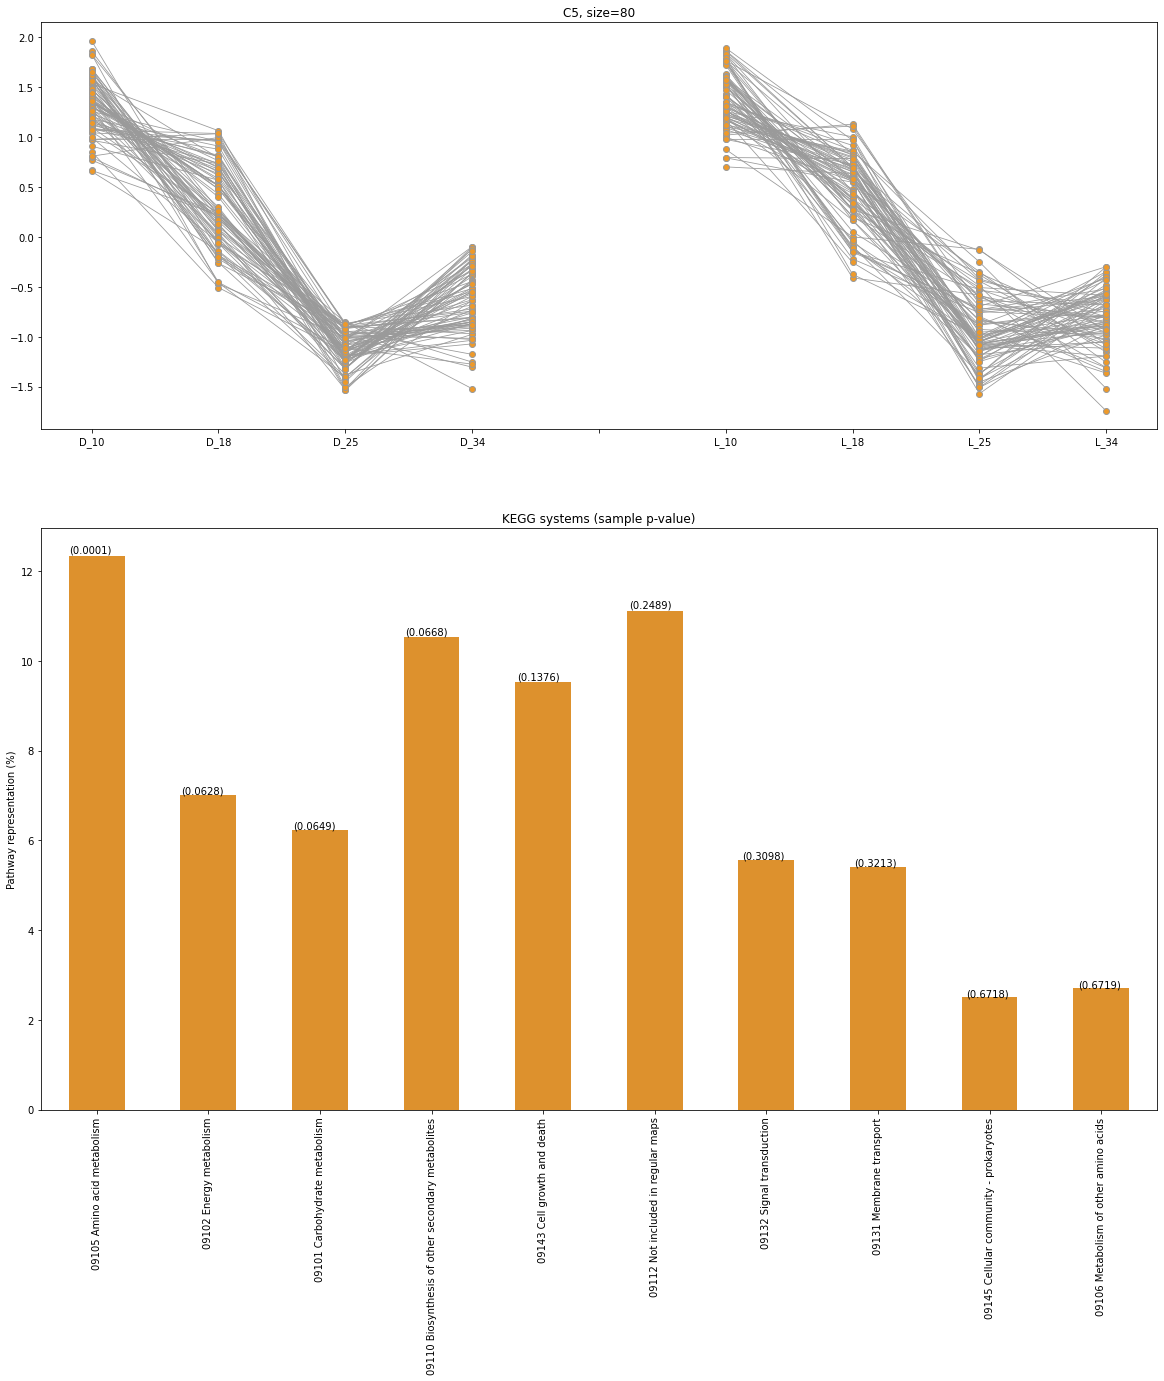 C5, size=80
2.0
1.5
1.0
0.5
0.0
−0.5
−1.0
−1.5
D_10 D_18 D_25 D_34 L_10 L_18 L_25 L_34
KEGG systems (sample p-value)
Pathway representation (%)
12
10
8
6
4
2
0
(0.0001)
(0.0628)
(0.0649)
(0.0668)
(0.1376)
(0.2489)
(0.3098)
(0.3213)
(0.6718)
(0.6719)
09105 Amino acid metabolism
09102 Energy metabolism
09101 Carbohydrate metabolism
09110 Biosynthesis of other secondary metabolites
09143 Cell growth and death
09112 Not included in regular maps
09132 Signal transduction
09131 Membrane transport
09145 Cellular community - prokaryotes
09106 Metabolism of other amino acids